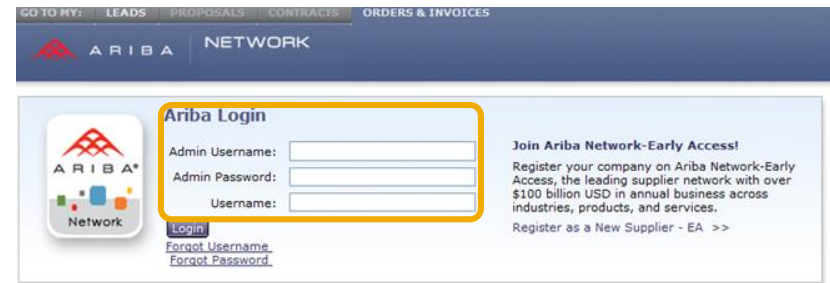 GO TO MY: LEADS PROPOSALS CONTRACTS ORDERS & INVOICES
ARIBA NETWORK
Ariba Login
Admin Username:
Admin Password:
Username:
Login
Forgot Username
Forgot Password
ARIBA
Network
Join Ariba Network-Early Access!
Register your company on Ariba Network-Early
Access, the leading supplier network with over
$100 billion USD in annual business across
industries, products, and services.
Register as a New Supplier - EA >>